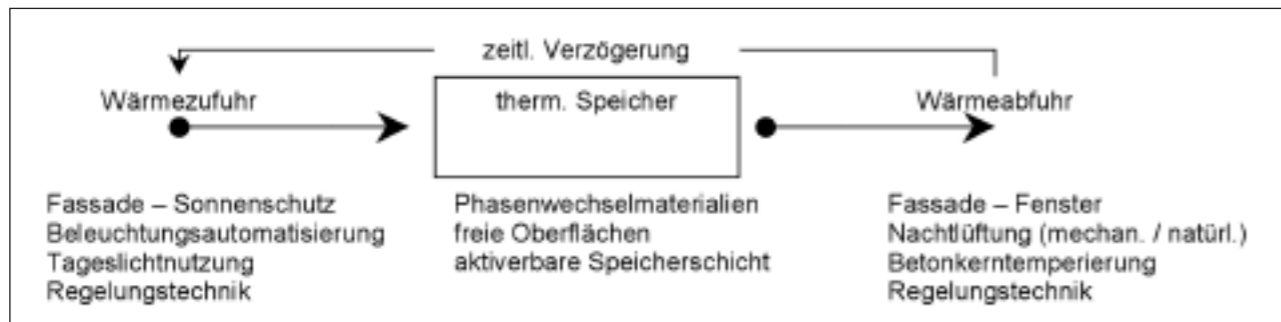 zeitl. Verzögerung
Wärmezufuhr
therm. Speicher
Wärmeabfuhr
Fassade – Sonnenschutz
Beleuchtungsautomatisierung
Tageslichtnutzung
Regelungstechnik
Phasenwechselmaterialien
freie Oberflächen
aktiverbare Speicherschicht
Fassade – Fenster
Nachtlüftung (mechan. / natürl.)
Betonkerntemperierung
Regelungstechnik